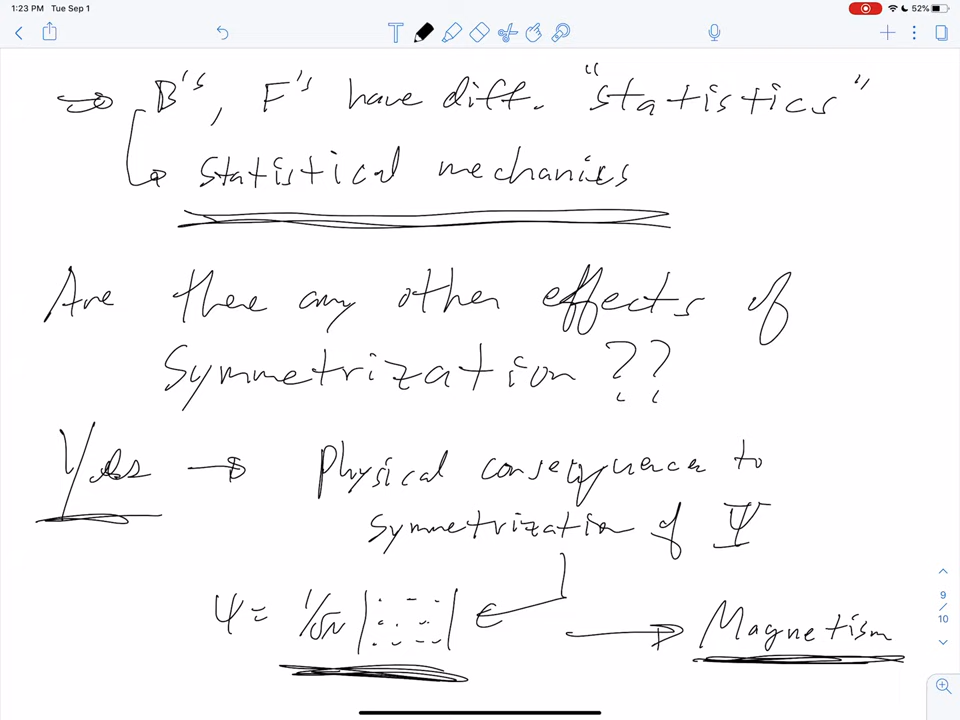 1:23 PM Tue Sep 1
52%
→ B's, F's have diff. "statistics"
→ statistical mechanics
Are there any other effects of
symmetrization ??
Yes → Physical consequence to
symmetrization of Ψ
Ψ = 1/√N | |
→ Magnetism
9
/
10